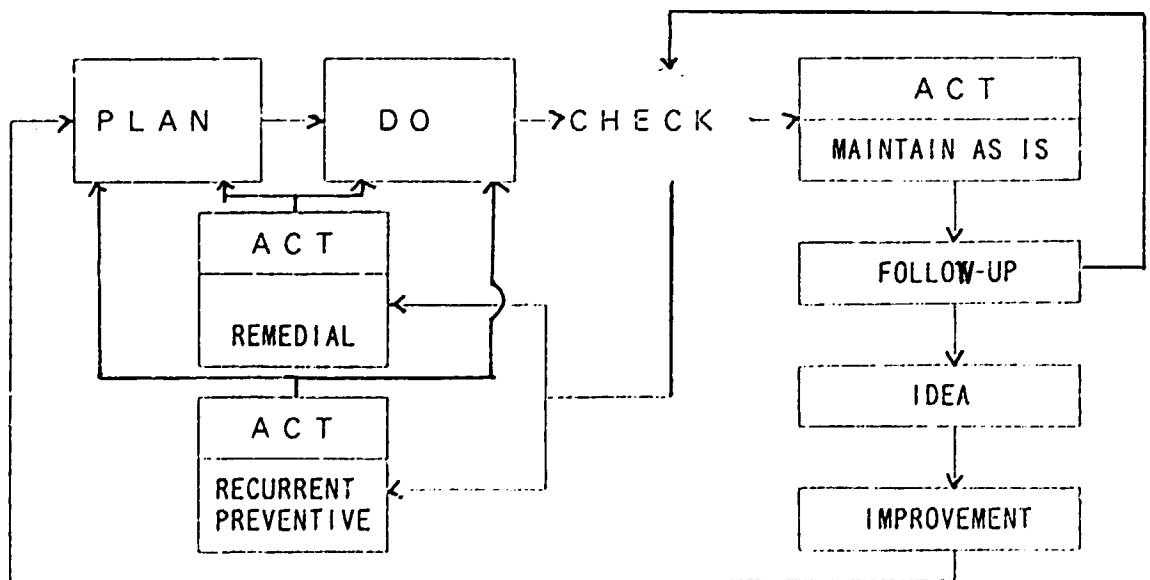 PLAN
DO
CHECK
ACT
MAINTAIN AS IS
ACT
REMEDIAL
FOLLOW-UP
IDEA
ACT
RECURRENT
PREVENTIVE
IMPROVEMENT